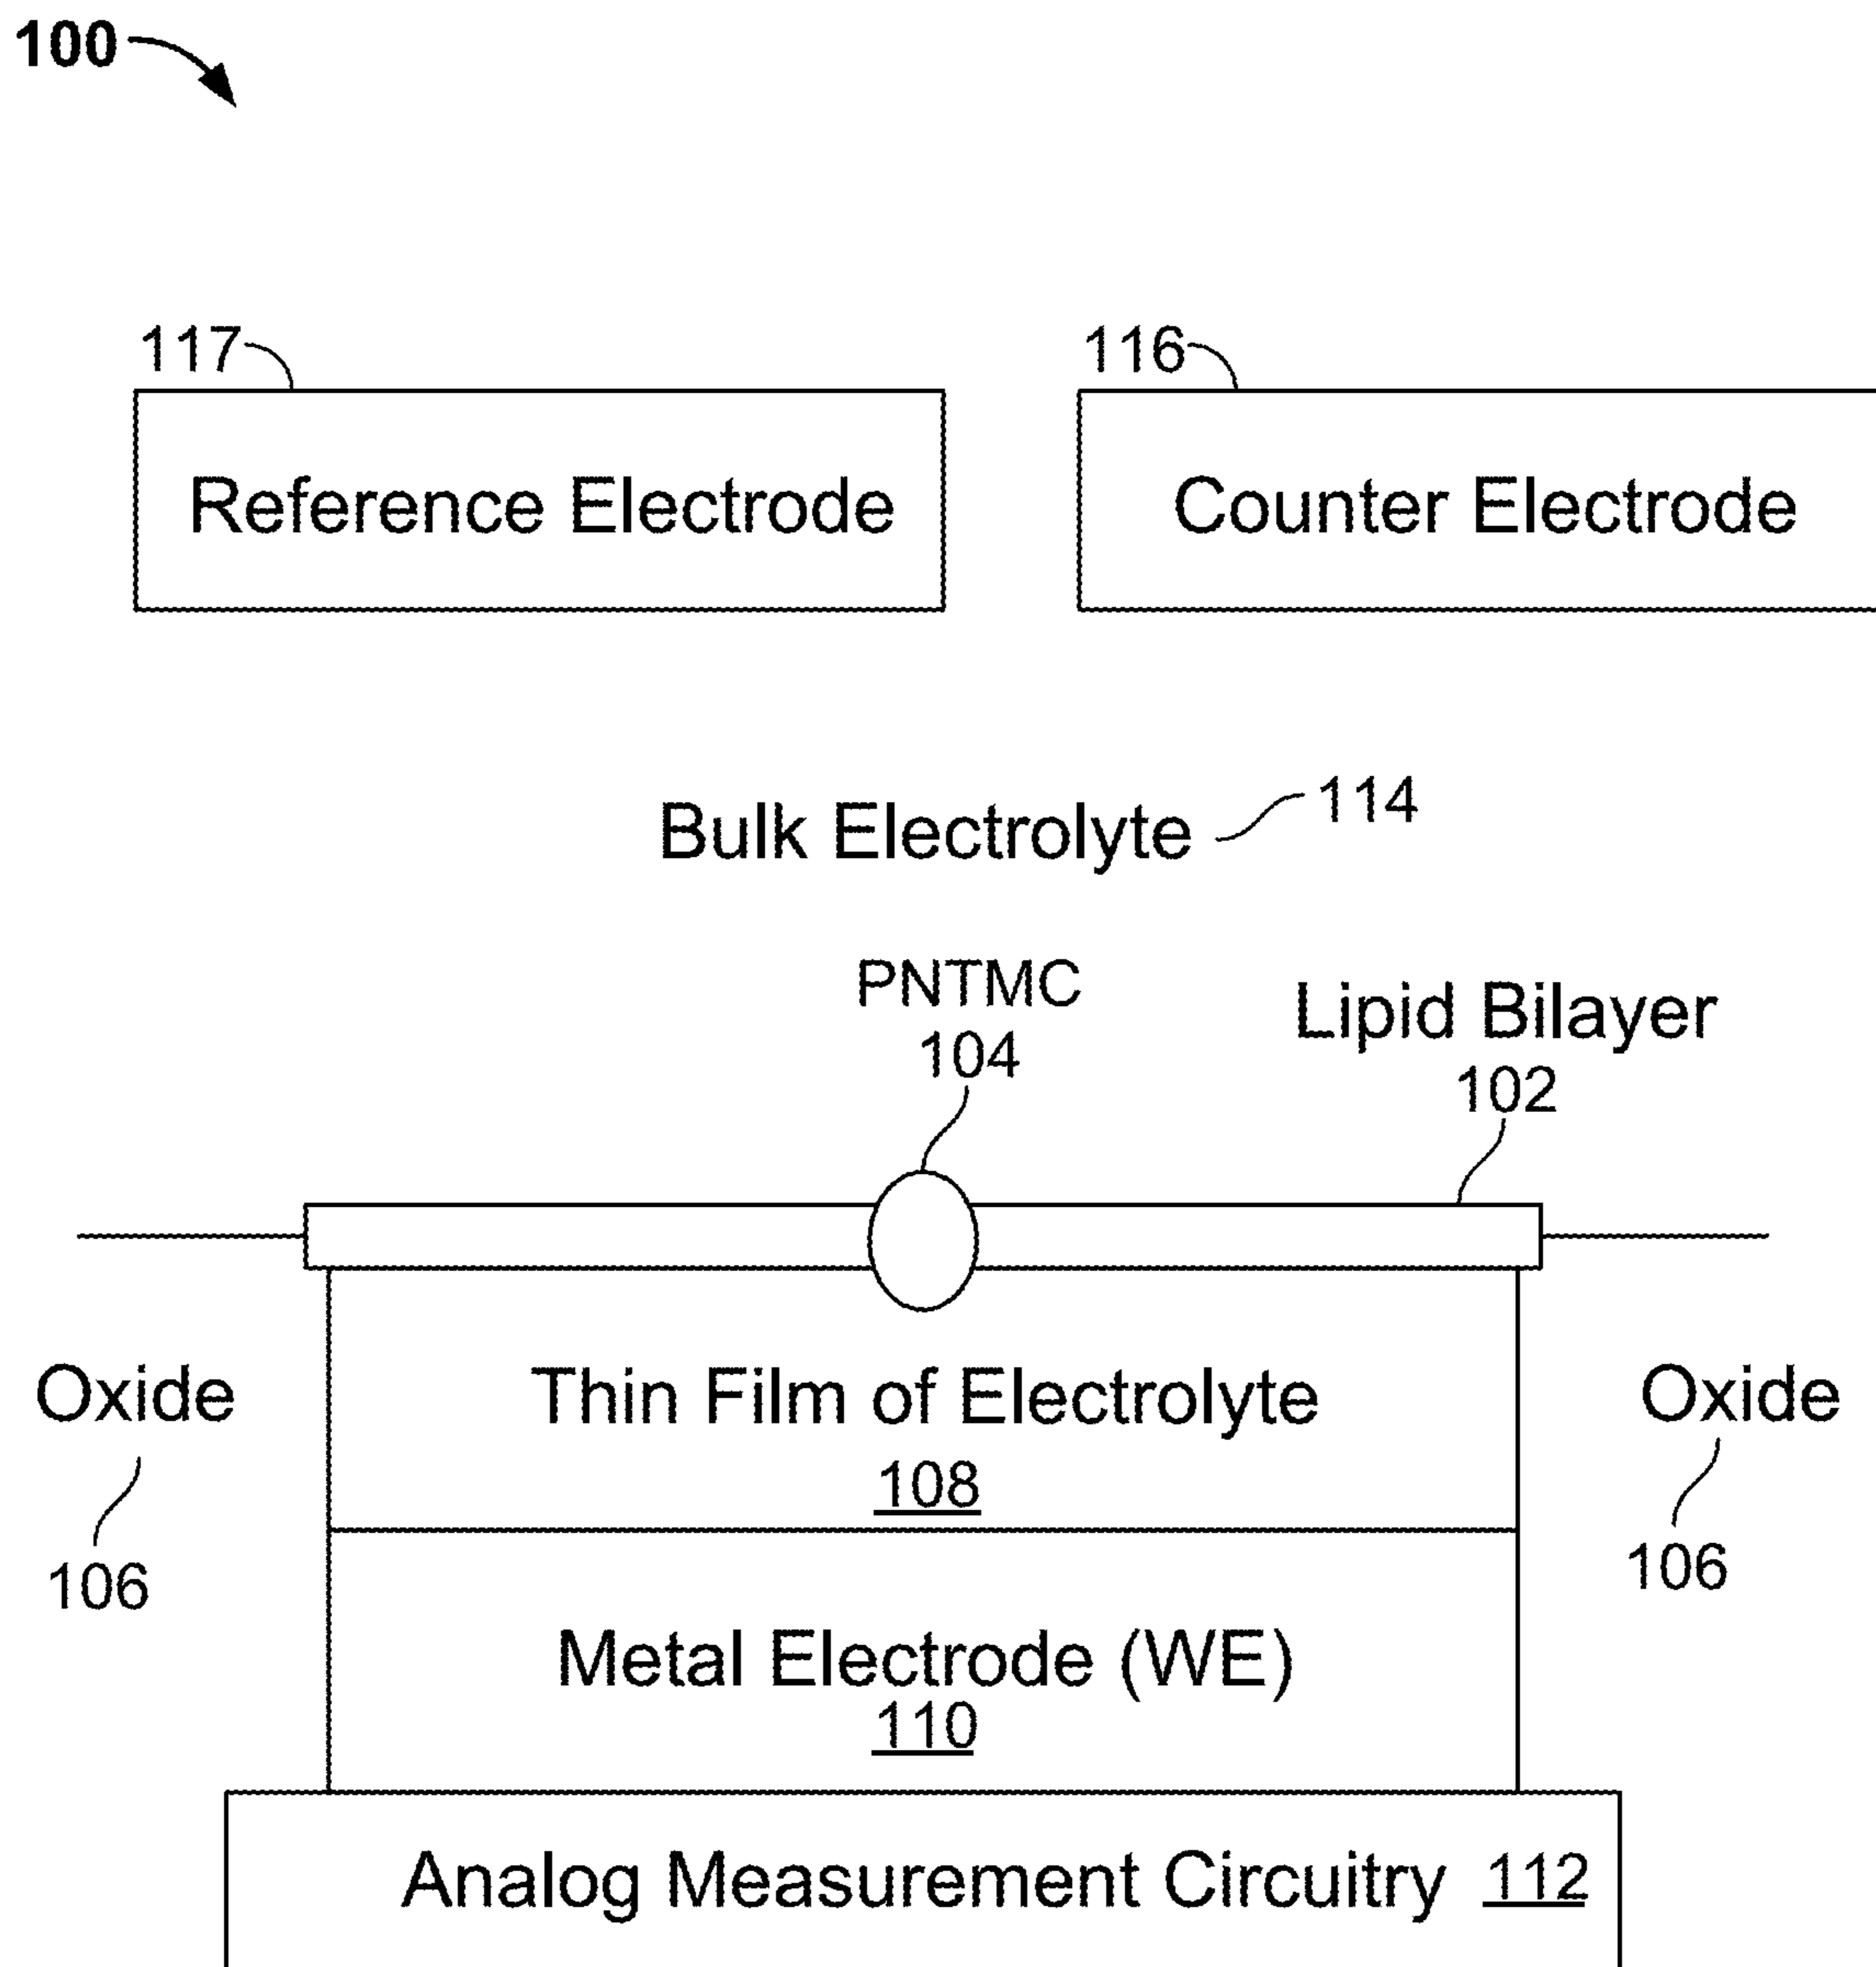 100
117
116
Reference Electrode
Counter Electrode
Bulk Electrolyte
114
PNTMC
104
Lipid Bilayer
102
Oxide
106
Thin Film of Electrolyte
108
Oxide
106
Metal Electrode (WE)
110
Analog Measurement Circuitry 112